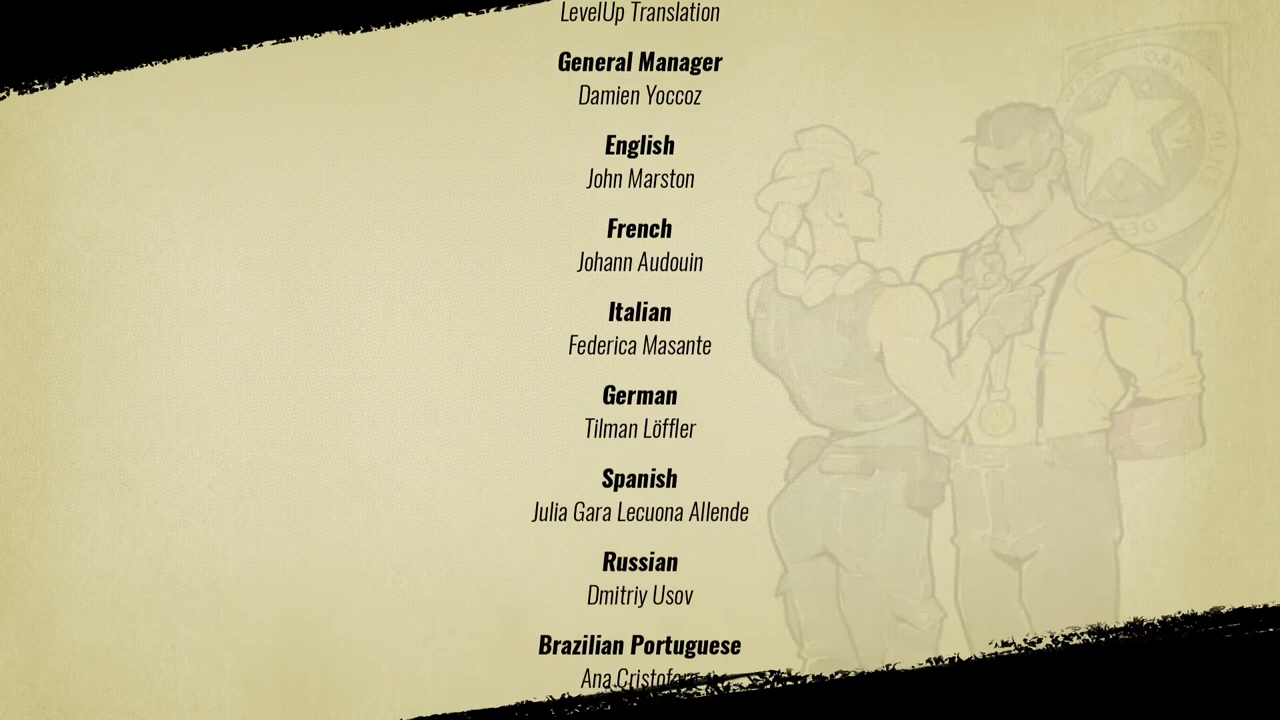 LevelUp Translation
General Manager
Damien Yoccoz
English
John Marston
French
Johann Audouin
Italian
Federica Masante
German
Tilman Löffler
Spanish
Julia Gara Lecuona Allende
Russian
Dmitriy Usov
Brazilian Portuguese
Ana